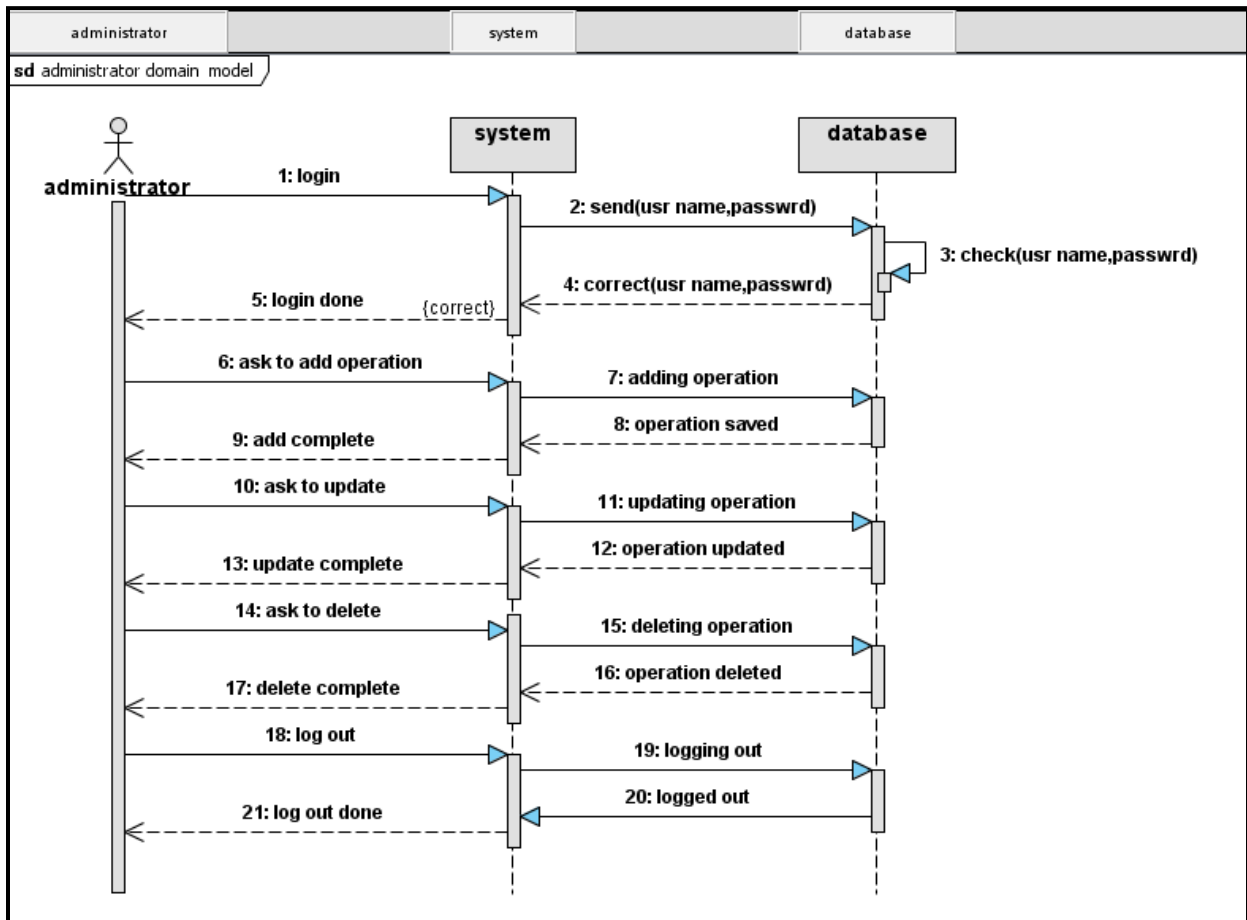 administrator
system
database
sd administrator domain model
system
database
administrator
1: login
2: send(usr name,passwrd)
3: check(usr name,passwrd)
4: correct(usr name,passwrd)
5: login done
{correct}
6: ask to add operation
7: adding operation
8: operation saved
9: add complete
10: ask to update
11: updating operation
12: operation updated
13: update complete
14: ask to delete
15: deleting operation
16: operation deleted
17: delete complete
18: log out
19: logging out
20: logged out
21: log out done